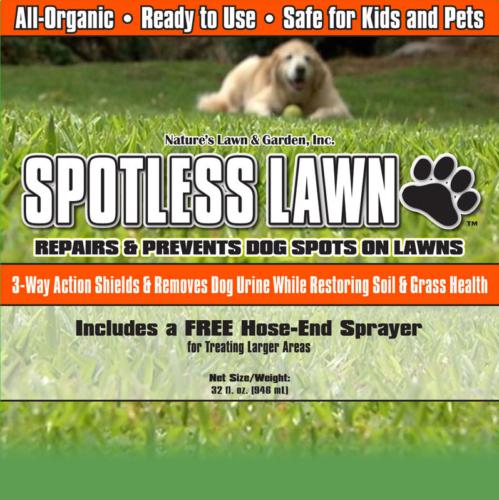 All-Organic • Ready to Use • Safe for Kids and Pets
Nature's Lawn & Garden, Inc.
SPOTLESS LAWN
TM
REPAIRS & PREVENTS DOG SPOTS ON LAWNS
3-Way Action Shields & Removes Dog Urine While Restoring Soil & Grass Health
Includes a FREE Hose-End Sprayer
for Treating Larger Areas
Net Size/Weight:
32 fl. oz. (946 mL)